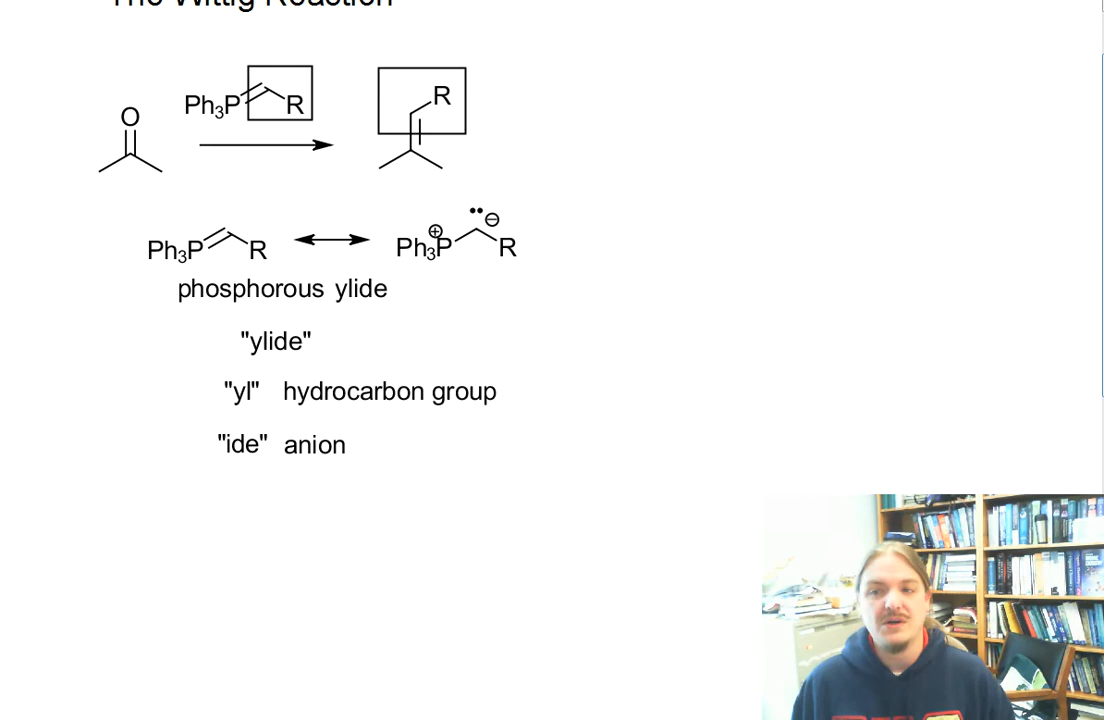 The Wittig Reaction
O
Ph3P R
R
Ph3P R Ph3P⊕ ••⊖ R
phosphorous ylide
"ylide"
"yl" hydrocarbon group
"ide" anion